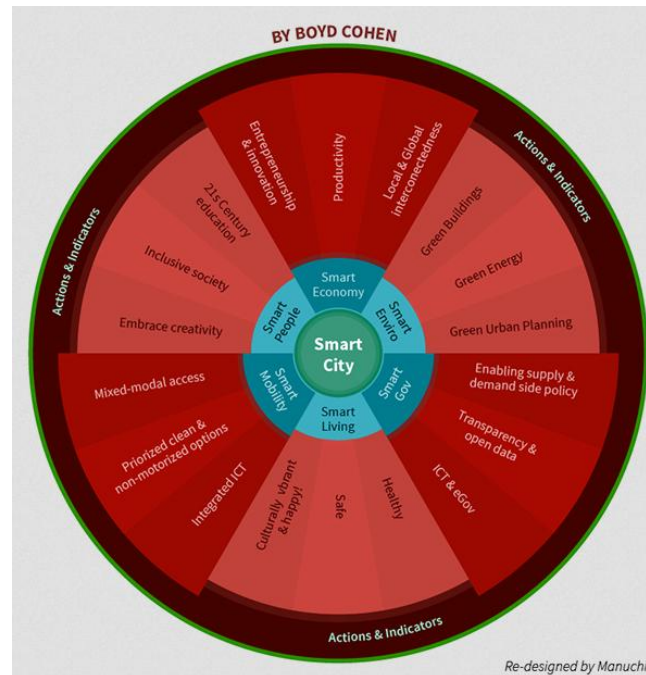 BY BOYD COHEN
Actions & Indicators
Actions & Indicators
Actions & Indicators
Smart
City
Smart
Economy
Entrepreneurship
& innovation
Productivity
Local & Global
interconectedness
Smart
Enviro
Green Buildings
Green Energy
Green Urban Planning
Smart
Gov
Enabling supply &
demand side policy
Transparency &
open data
ICT & eGov
Smart
Living
Healthy
Safe
Culturally vibrant
& happy!
Smart
Mobility
Integrated ICT
Priorized clean &
non-motorized options
Mixed-modal access
Smart
People
Embrace creativity
Inclusive society
21s Century
education
Re-designed by Manuchi